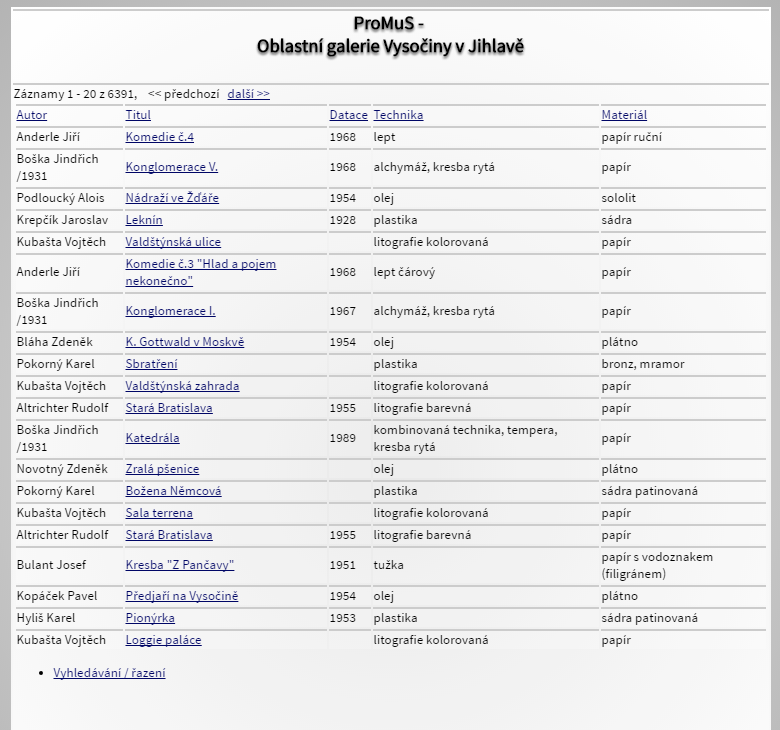 ProMuS -
Oblastní galerie Vysočiny v Jihlavě
Záznamy 1 - 20 z 6391, << předchozí další >>
Autor Titul Datace Technika Materiál
Anderle Jiří Komedie č.4 1968 lept papír ruční
Boška Jindřich /1931 Konglomerace V. 1968 alchymáž, kresba rytá papír
Podloucký Alois Nádraží ve Žďáře 1954 olej sololit
Krepčík Jaroslav Leknín 1928 plastika sádra
Kubašta Vojtěch Valdštýnská ulice litografie kolorovaná papír
Anderle Jiří Komedie č.3 "Hlad a pojem nekonečno" 1968 lept čárový papír
Boška Jindřich /1931 Konglomerace I. 1967 alchymáž, kresba rytá papír
Bláha Zdeněk K. Gottwald v Moskvě 1954 olej plátno
Pokorný Karel Sbratření plastika bronz, mramor
Kubašta Vojtěch Valdštýnská zahrada litografie kolorovaná papír
Altrichter Rudolf Stará Bratislava 1955 litografie barevná papír
Boška Jindřich /1931 Katedrála 1989 kombinovaná technika, tempera, kresba rytá papír
Novotný Zdeněk Zralá pšenice olej plátno
Pokorný Karel Božena Němcová plastika sádra patinovaná
Kubašta Vojtěch Sala terrena litografie kolorovaná papír
Altrichter Rudolf Stará Bratislava 1955 litografie barevná papír
Bulant Josef Kresba "Z Pančavy" 1951 tužka papír s vodoznakem (filigránem)
Kopáček Pavel Předjaří na Vysočině 1954 olej plátno
Hyliš Karel Pionýrka 1953 plastika sádra patinovaná
Kubašta Vojtěch Loggie paláce litografie kolorovaná papír
• Vyhledávání / řazení